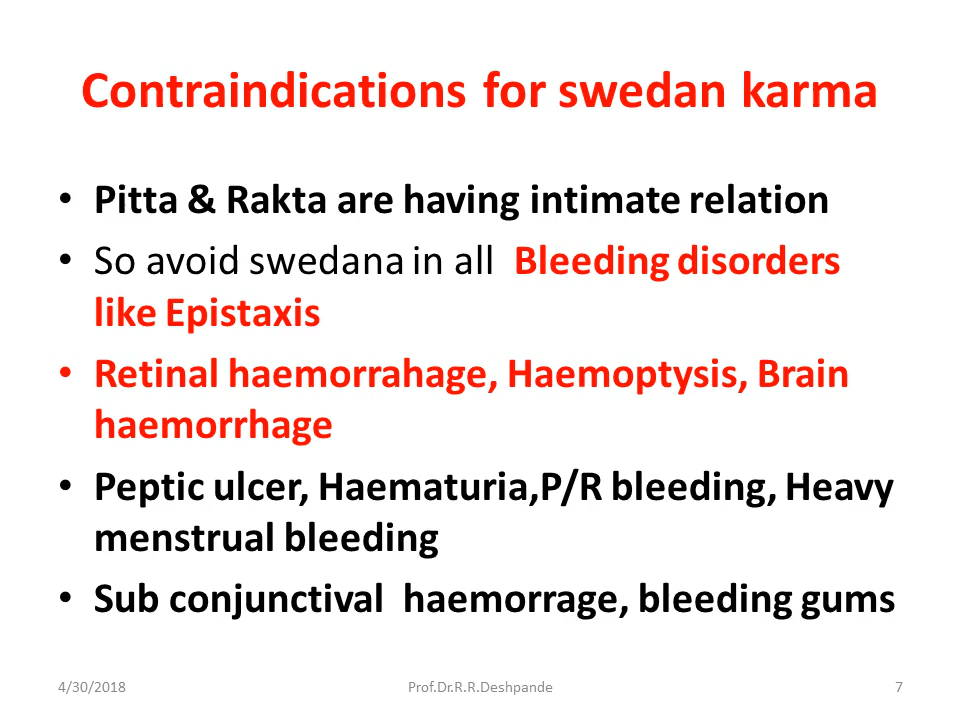 Contraindications for swedan karma
• Pitta & Rakta are having intimate relation
• So avoid swedana in all Bleeding disorders
like Epistaxis
• Retinal haemorrahage, Haemoptysis, Brain
haemorrhage
• Peptic ulcer, Haematuria,P/R bleeding, Heavy
menstrual bleeding
• Sub conjunctival haemorrage, bleeding gums
4/30/2018 Prof.Dr.R.R.Deshpande 7